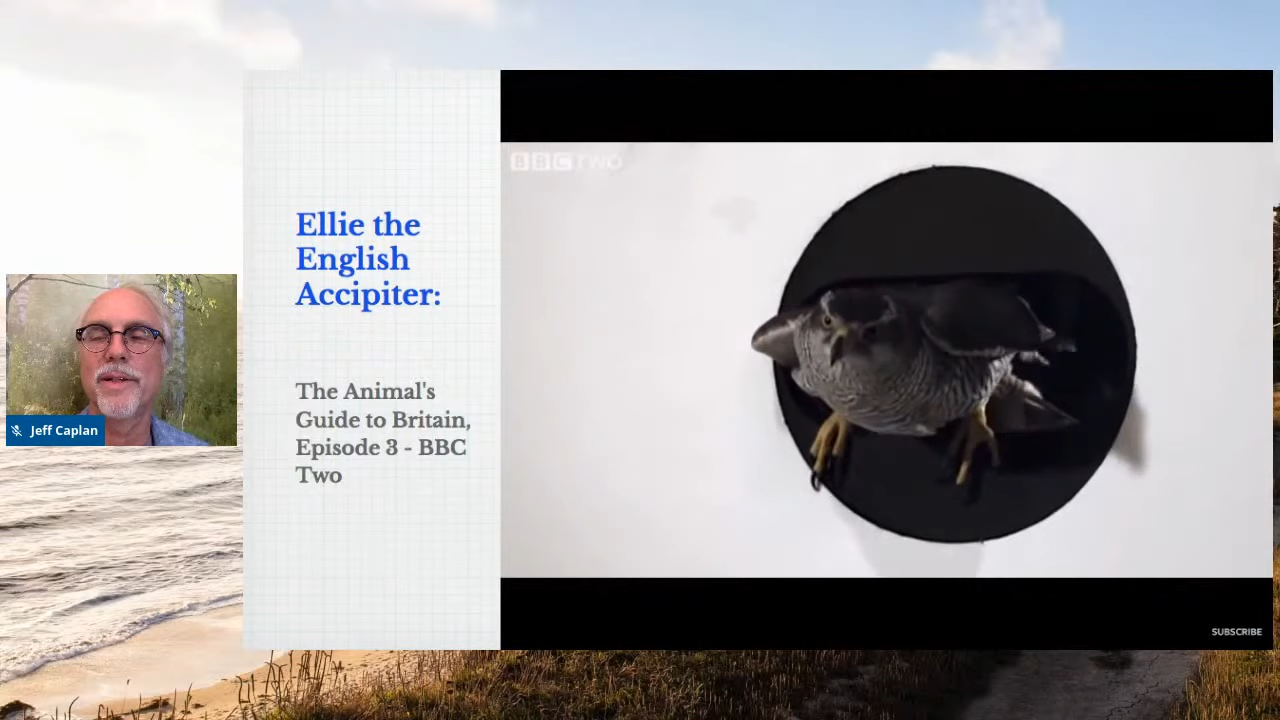 Ellie the
English
Accipiter:
The Animal's
Guide to Britain,
Episode 3 - BBC
Two
BBC TWO
Jeff Caplan
SUBSCRIBE